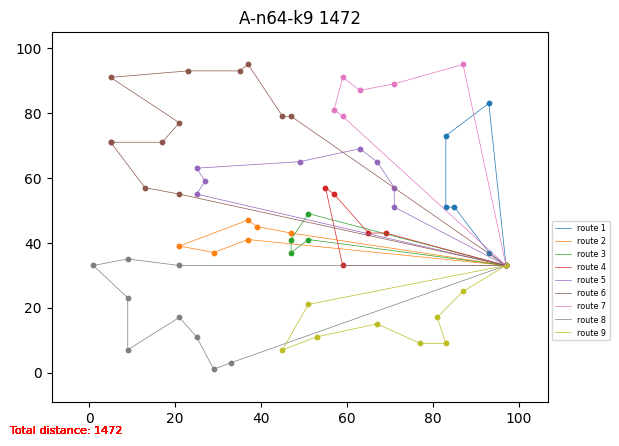 A-n64-k9 1472
100
80
60
40
20
0
0 20 40 60 80 100
route 1
route 2
route 3
route 4
route 5
route 6
route 7
route 8
route 9
Total distance: 1472